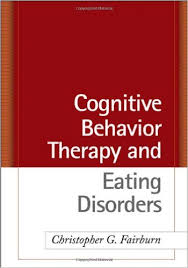 Cognitive
Behavior
Therapy and
Eating
Disorders
Christopher G. Fairburn